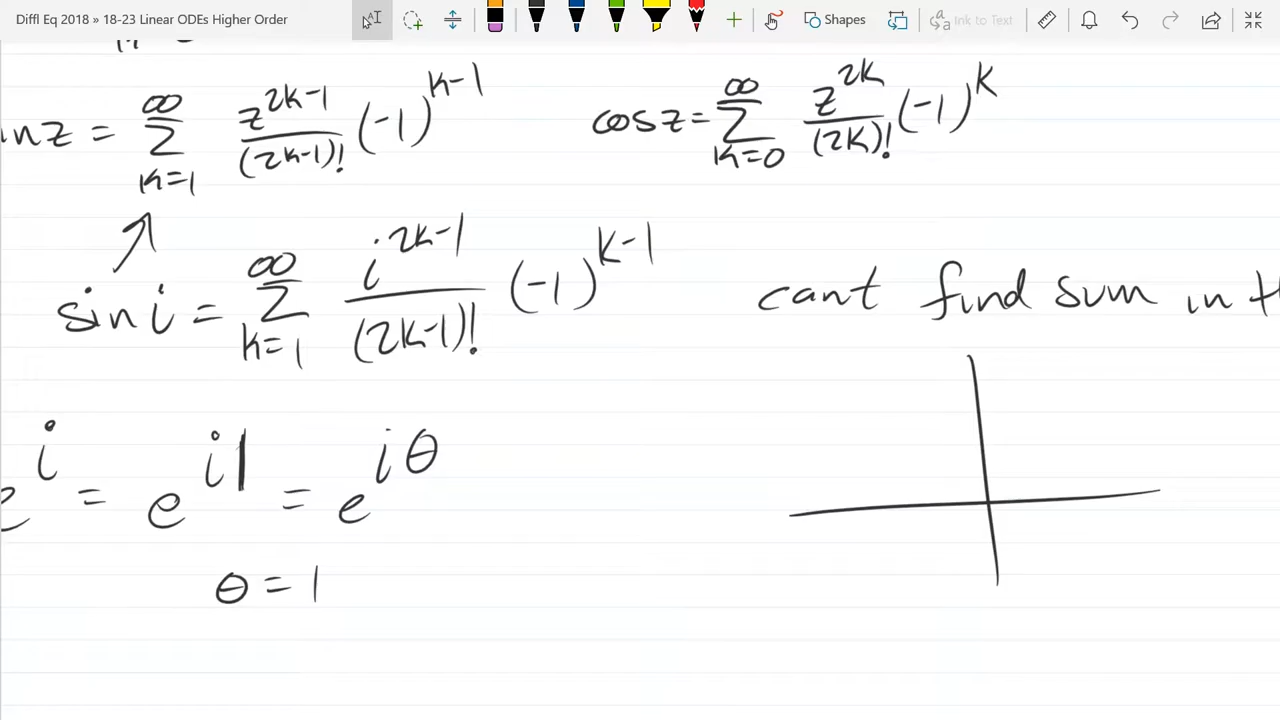 Diffl Eq 2018 » 18-23 Linear ODEs Higher Order
Shapes
Ink to Text
inz = ∞∑k=1 z^(2k-1)/(2k-1)! (-1)^(k-1)
cosz = ∞∑k=0 z^(2k)/(2k)! (-1)^k
sin i = ∞∑k=1 i^(2k-1)/(2k-1)! (-1)^(k-1)
cant find sum in
e^i = e^(i1) = e^(iθ)
θ = 1